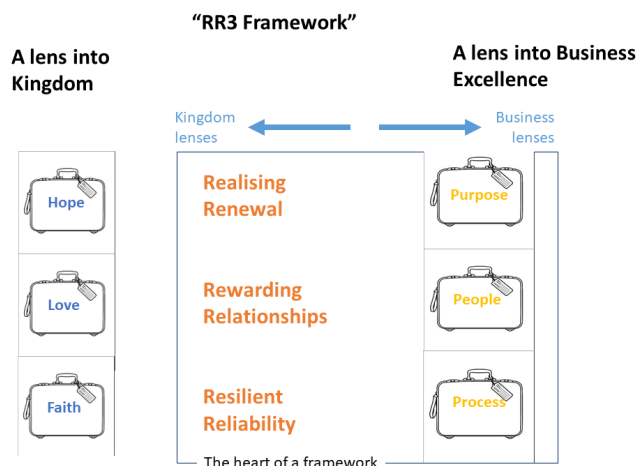 “RR3 Framework”
A lens into
Kingdom
A lens into Business
Excellence
Kingdom
lenses
Business
lenses
Hope
Realising
Renewal
Purpose
Love
Rewarding
Relationships
People
Faith
Resilient
Reliability
Process
The heart of a framework